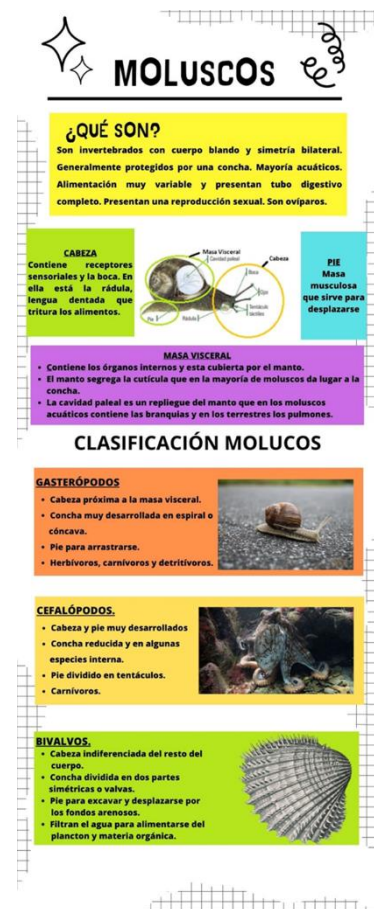 MOLUSCOS
¿QUÉ SON?
Son invertebrados con cuerpo blando y simetría bilateral.
Generalmente protegidos por una concha. Mayoría acuáticos.
Alimentación muy variable y presentan tubo digestivo
completo. Presentan una reproducción sexual. Son ovíparos.
CABEZA
Contiene receptores
sensoriales y la boca. En
ella está la rádula,
lengua dentada que
tritura los alimentos.
Masa Visceral
Cavidad paleal
Cabeza
Boca
Ojo
Tentáculos
táctiles
Rádula
Pie
PIE
Masa
musculosa
que sirve para
desplazarse
MASA VISCERAL
• Contiene los órganos internos y esta cubierta por el manto.
• El manto segrega la cutícula que en la mayoría de moluscos da lugar a la
concha.
• La cavidad paleal es un repliegue del manto que en los moluscos
acuáticos contiene las branquias y en los terrestres los pulmones.
CLASIFICACIÓN MOLUCOS
GASTERÓPODOS
• Cabeza próxima a la masa visceral.
• Concha muy desarrollada en espiral o
cóncava.
• Pie para arrastrarse.
• Herbívoros, carnívoros y detritívoros.
CEFALÓPODOS.
• Cabeza y pie muy desarrollados
• Concha reducida y en algunas
especies interna.
• Pie dividido en tentáculos.
• Carnívoros.
BIVALVOS.
• Cabeza indiferenciada del resto del
cuerpo.
• Concha dividida en dos partes
simétricas o valvas.
• Pie para excavar y desplazarse por
los fondos arenosos.
• Filtran el agua para alimentarse del
plancton y materia orgánica.